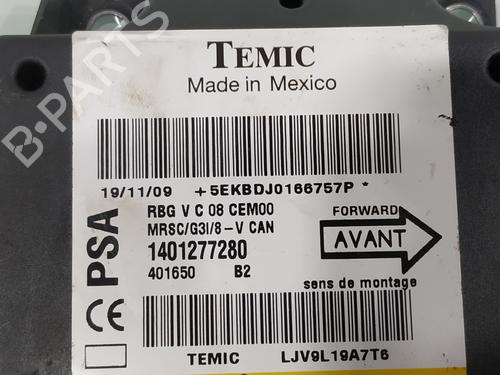 B-PARTS
TEMIC
Made in Mexico
19/11/09 +5EKBDJ0166757P *
PSA
RBG V C 08 CEM00
MRSC/G3I/8-V CAN
1401277280
401650 B2
FORWARD
AVANT
sens de montage
CE
TEMIC LJV9L19A7T6